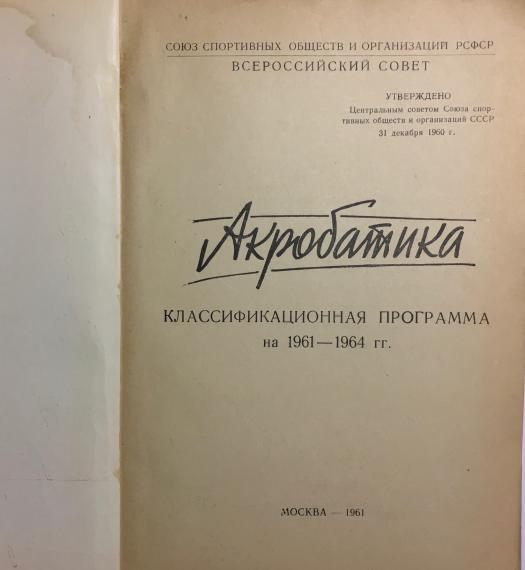 СОЮЗ СПОРТИВНЫХ ОБЩЕСТВ И ОРГАНИЗАЦИЙ РСФСР
ВСЕРОССИЙСКИЙ СОВЕТ
УТВЕРЖДЕНО
Центральным советом Союза спор-
тивных обществ и организаций СССР
31 декабря 1960 г.
Акробатика
КЛАССИФИКАЦИОННАЯ ПРОГРАММА
на 1961—1964 гг.
МОСКВА — 1961